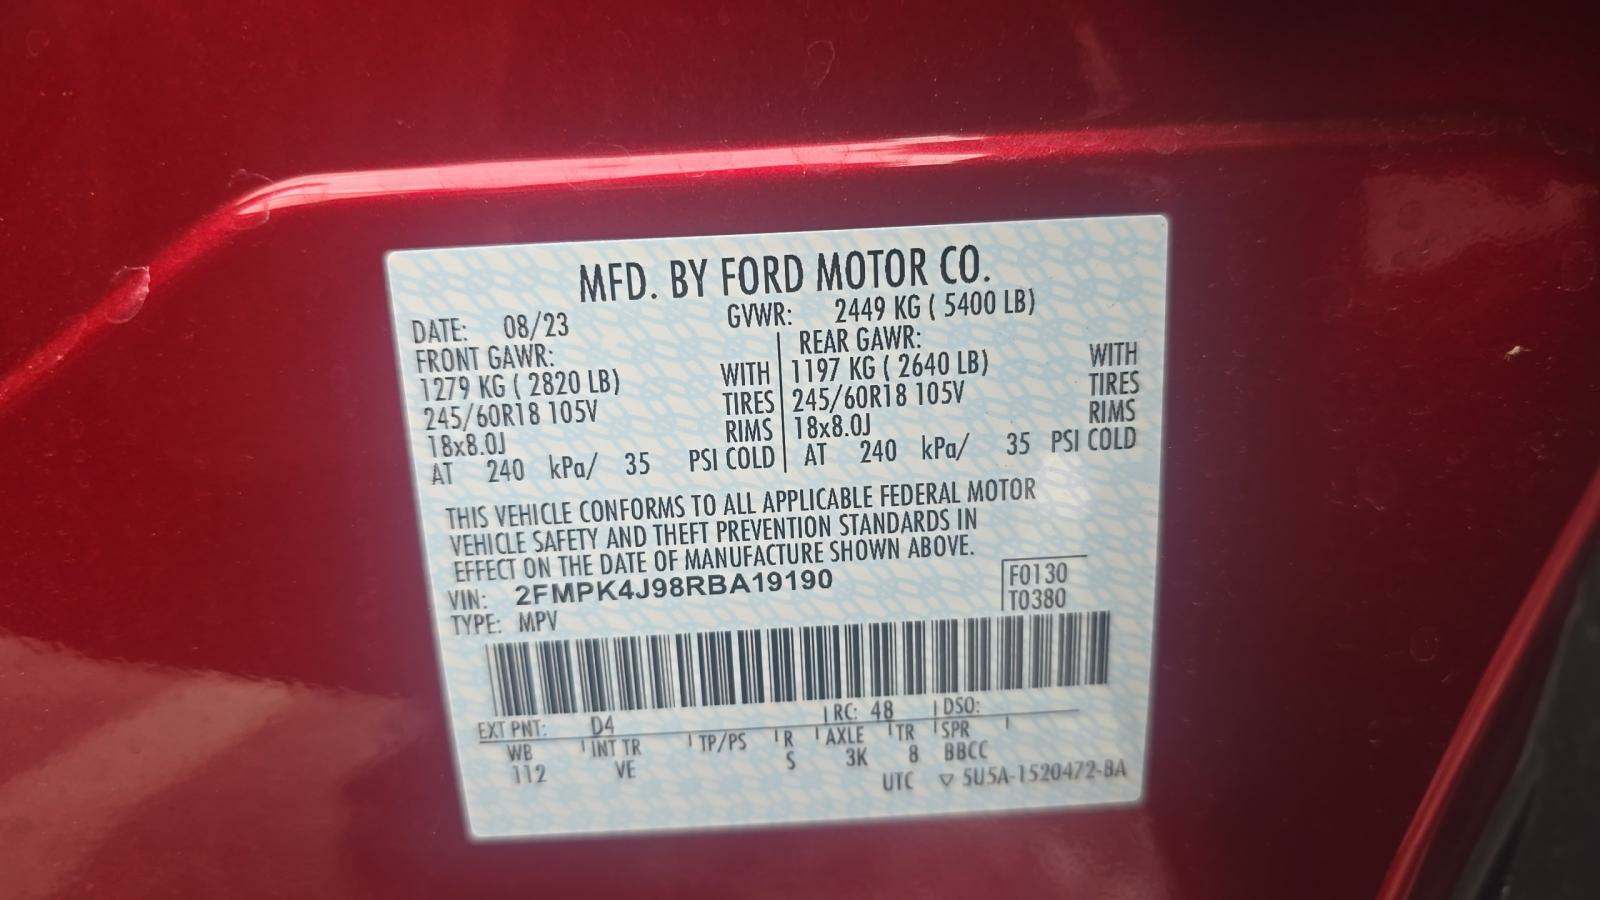 MFD. BY FORD MOTOR CO.
DATE: 08/23 GVWR: 2449 KG ( 5400 LB)
FRONT GAWR: REAR GAWR:
1279 KG ( 2820 LB) WITH 1197 KG ( 2640 LB) WITH
245/60R18 105V TIRES 245/60R18 105V TIRES
18x8.0J RIMS 18x8.0J RIMS
AT 240 kPa/ 35 PSI COLD AT 240 kPa/ 35 PSI COLD
THIS VEHICLE CONFORMS TO ALL APPLICABLE FEDERAL MOTOR
VEHICLE SAFETY AND THEFT PREVENTION STANDARDS IN
EFFECT ON THE DATE OF MANUFACTURE SHOWN ABOVE.
VIN: 2FMPK4J98RBA19190 F0130
TYPE: MPV T0380
EXT PNT: D4 RC: 48 DSO:
WB INT TR TP/PS R AXLE TR SPR
112 VE S 3K 8 BBCC
UTC ▽ 5U5A-1520472-BA